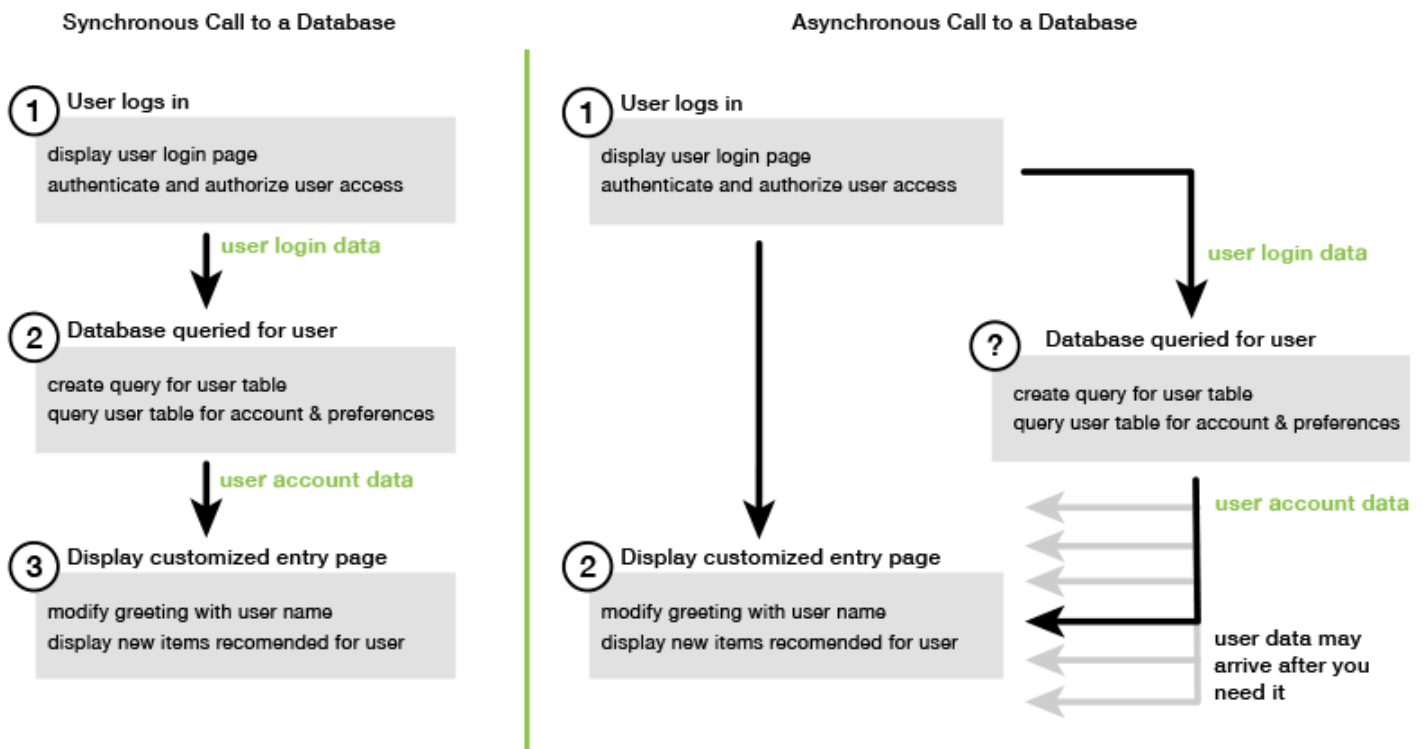 Synchronous Call to a Database
1
User logs in
display user login page
authenticate and authorize user access
user login data
2
Database queried for user
create query for user table
query user table for account & preferences
user account data
3
Display customized entry page
modify greeting with user name
display new items recomended for user
Asynchronous Call to a Database
1
User logs in
display user login page
authenticate and authorize user access
user login data
?
Database queried for user
create query for user table
query user table for account & preferences
user account data
2
Display customized entry page
modify greeting with user name
display new items recomended for user
user data may
arrive after you
need it